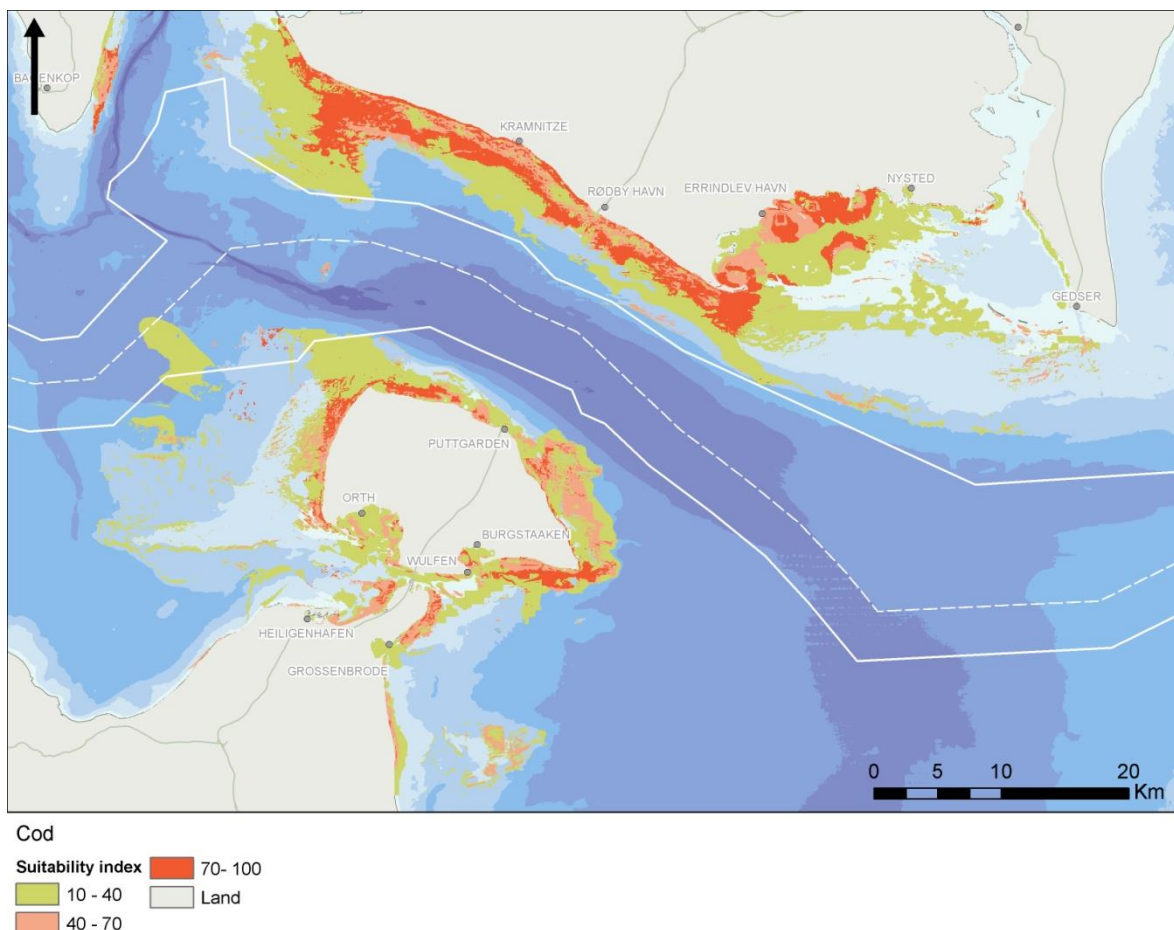 BAGENKOP
KRAMNITZE
RØDBY HAVN
ERRINDLEV HAVN
NYSTED
GEDSER
PUTTGARDEN
ORTH
BURGSTAAKEN
WULFEN
HEILIGENHAFEN
GROSSENBRODE
0 5 10 20
Km
Cod
Suitability index
10 - 40
40 - 70
70- 100
Land